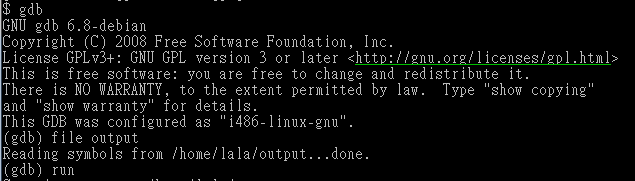 $ gdb
GNU gdb 6.8-debian
Copyright (C) 2008 Free Software Foundation, Inc.
License GPLv3+: GNU GPL version 3 or later <http://gnu.org/licenses/gpl.html>
This is free software: you are free to change and redistribute it.
There is NO WARRANTY, to the extent permitted by law.  Type "show copying"
and "show warranty" for details.
This GDB was configured as "i486-linux-gnu".
(gdb) file output
Reading symbols from /home/lala/output...done.
(gdb) run